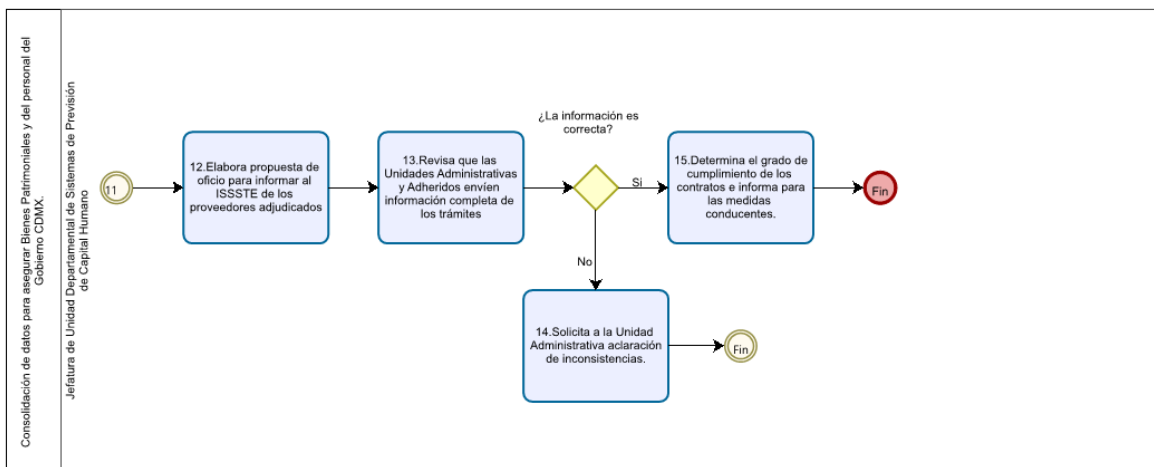 Consolidación de datos para asegurar Bienes Patrimoniales y del personal del
Gobierno CDMX.
Jefatura de Unidad Departamental de Sistemas de Previsión
de Capital Humano
11
12.Elabora propuesta de
oficio para informar al
ISSSTE de los
proveedores adjudicados
13.Revisa que las
Unidades Administrativas
y Adheridos envíen
información completa de
los trámites
¿La información es
correcta?
Si
15.Determina el grado de
cumplimiento de los
contratos e informa para
las medidas
conducentes.
Fin
No
14.Solicita a la Unidad
Administrativa aclaración
de inconsistencias.
Fin